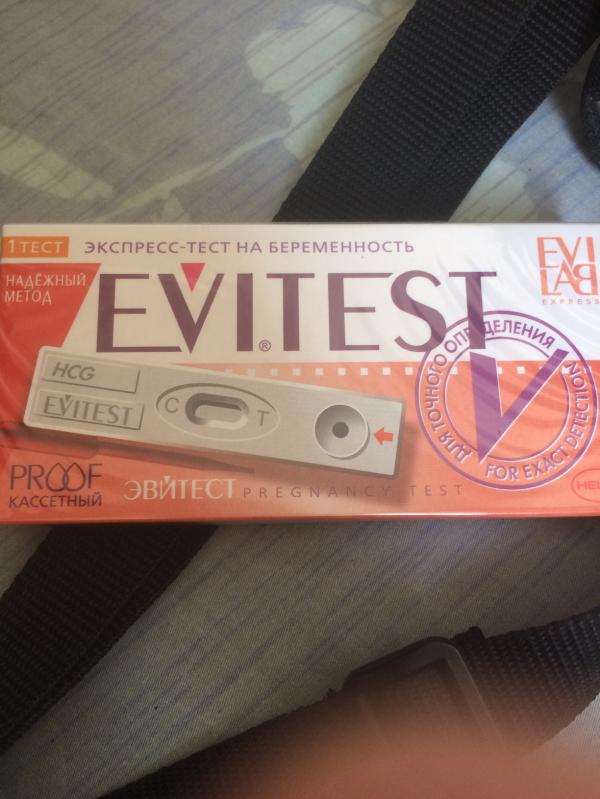 1 ТЕСТ
ЭКСПРЕСС-ТЕСТ НА БЕРЕМЕННОСТЬ
НАДЁЖНЫЙ
МЕТОД
EVITEST®
EVI
LAB
EXPRESS
ДЛЯ ТОЧНОГО ОПРЕДЕЛЕНИЯ
FOR EXACT DETECTION
HCG
EVITEST
C T
PROOF
КАССЕТНЫЙ
ЭВИТЕСТ PREGNANCY TEST